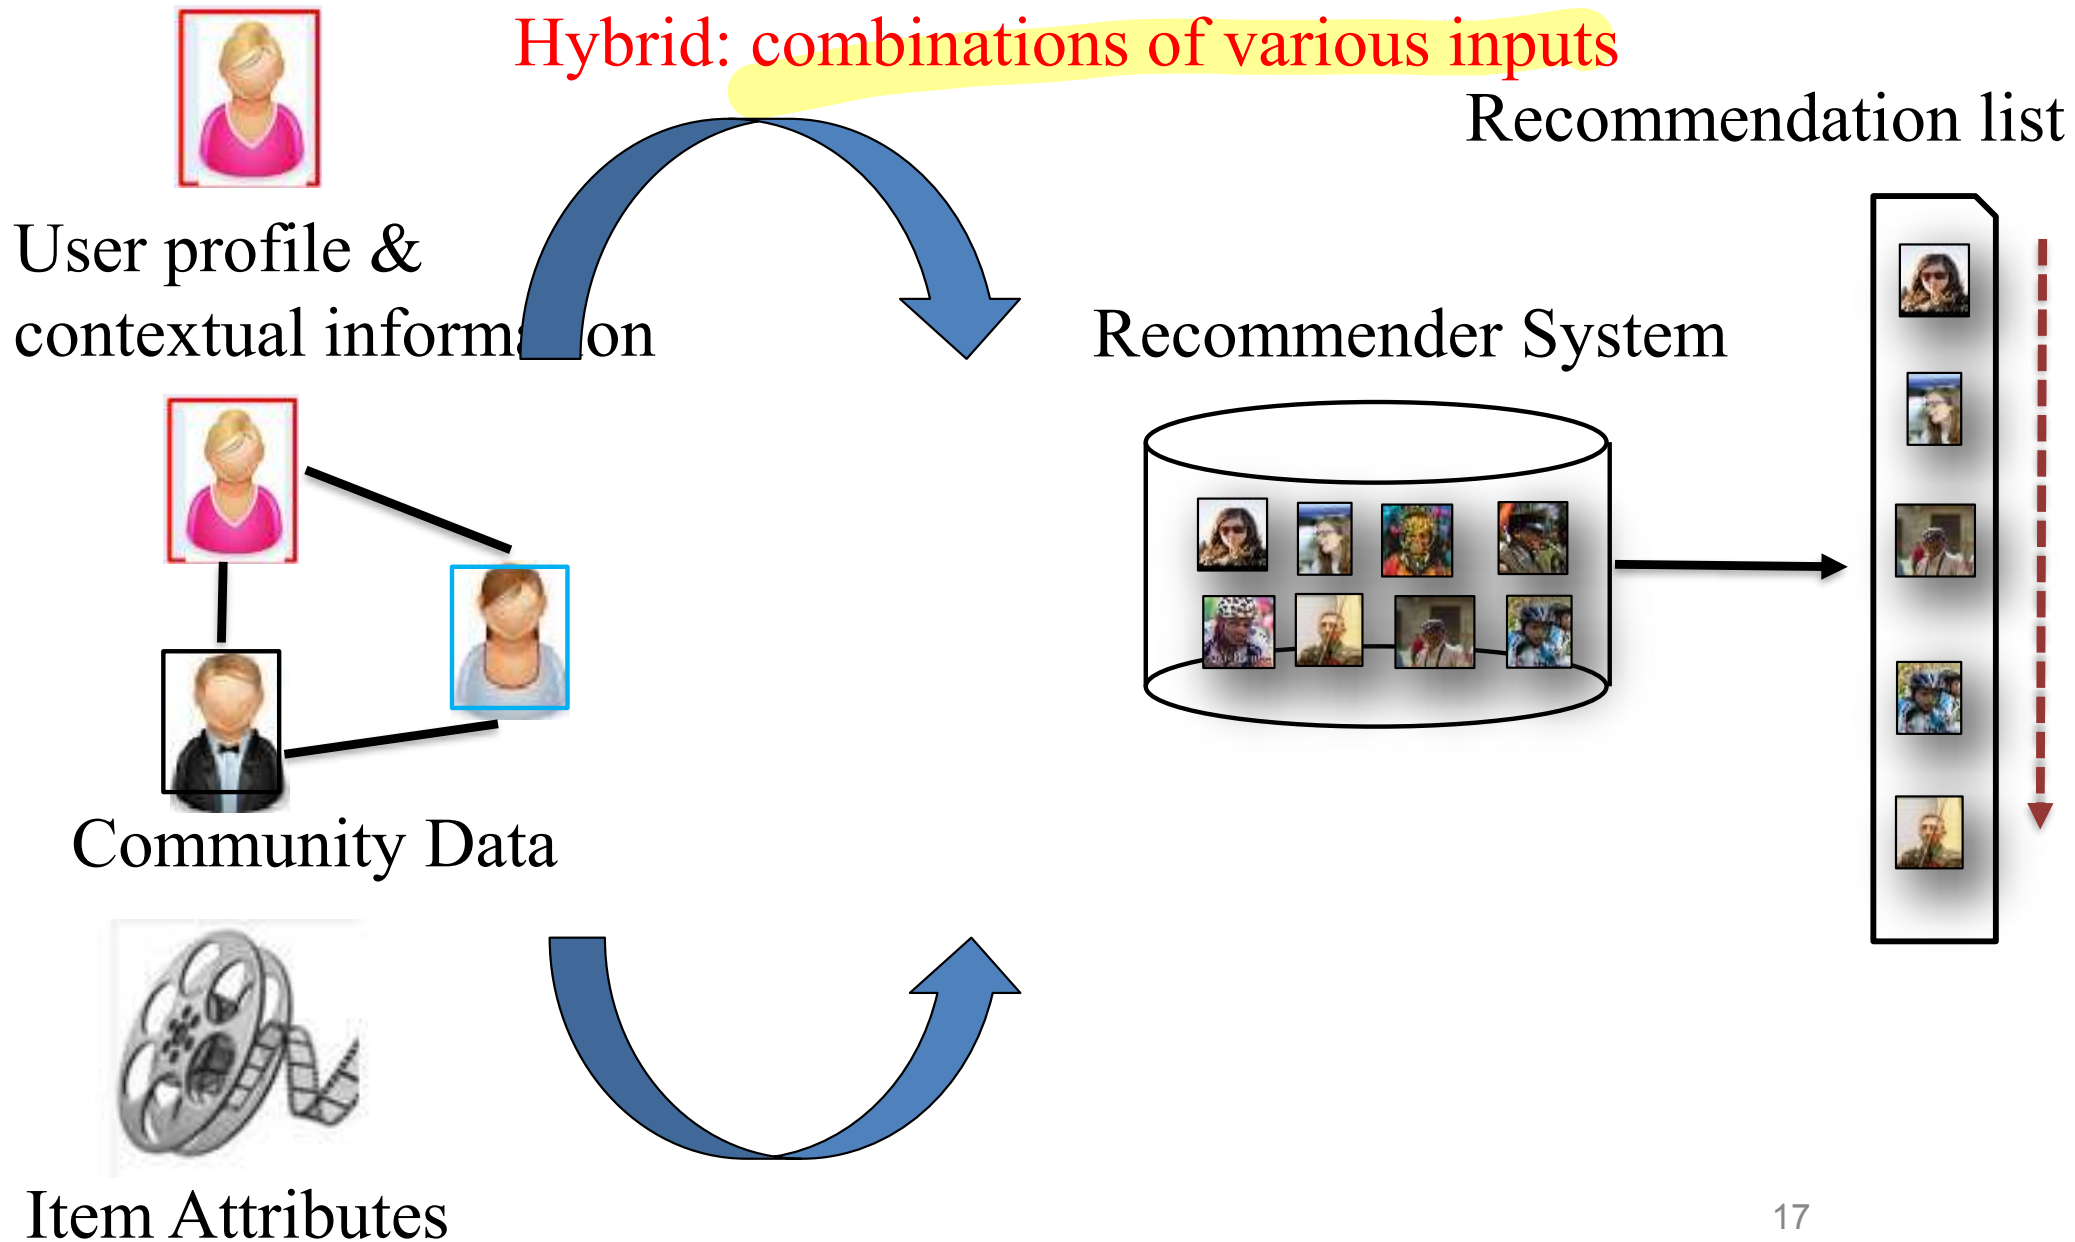 Hybrid: combinations of various inputs
Recommendation list
User profile &
contextual information
Recommender System
Community Data
Item Attributes
17